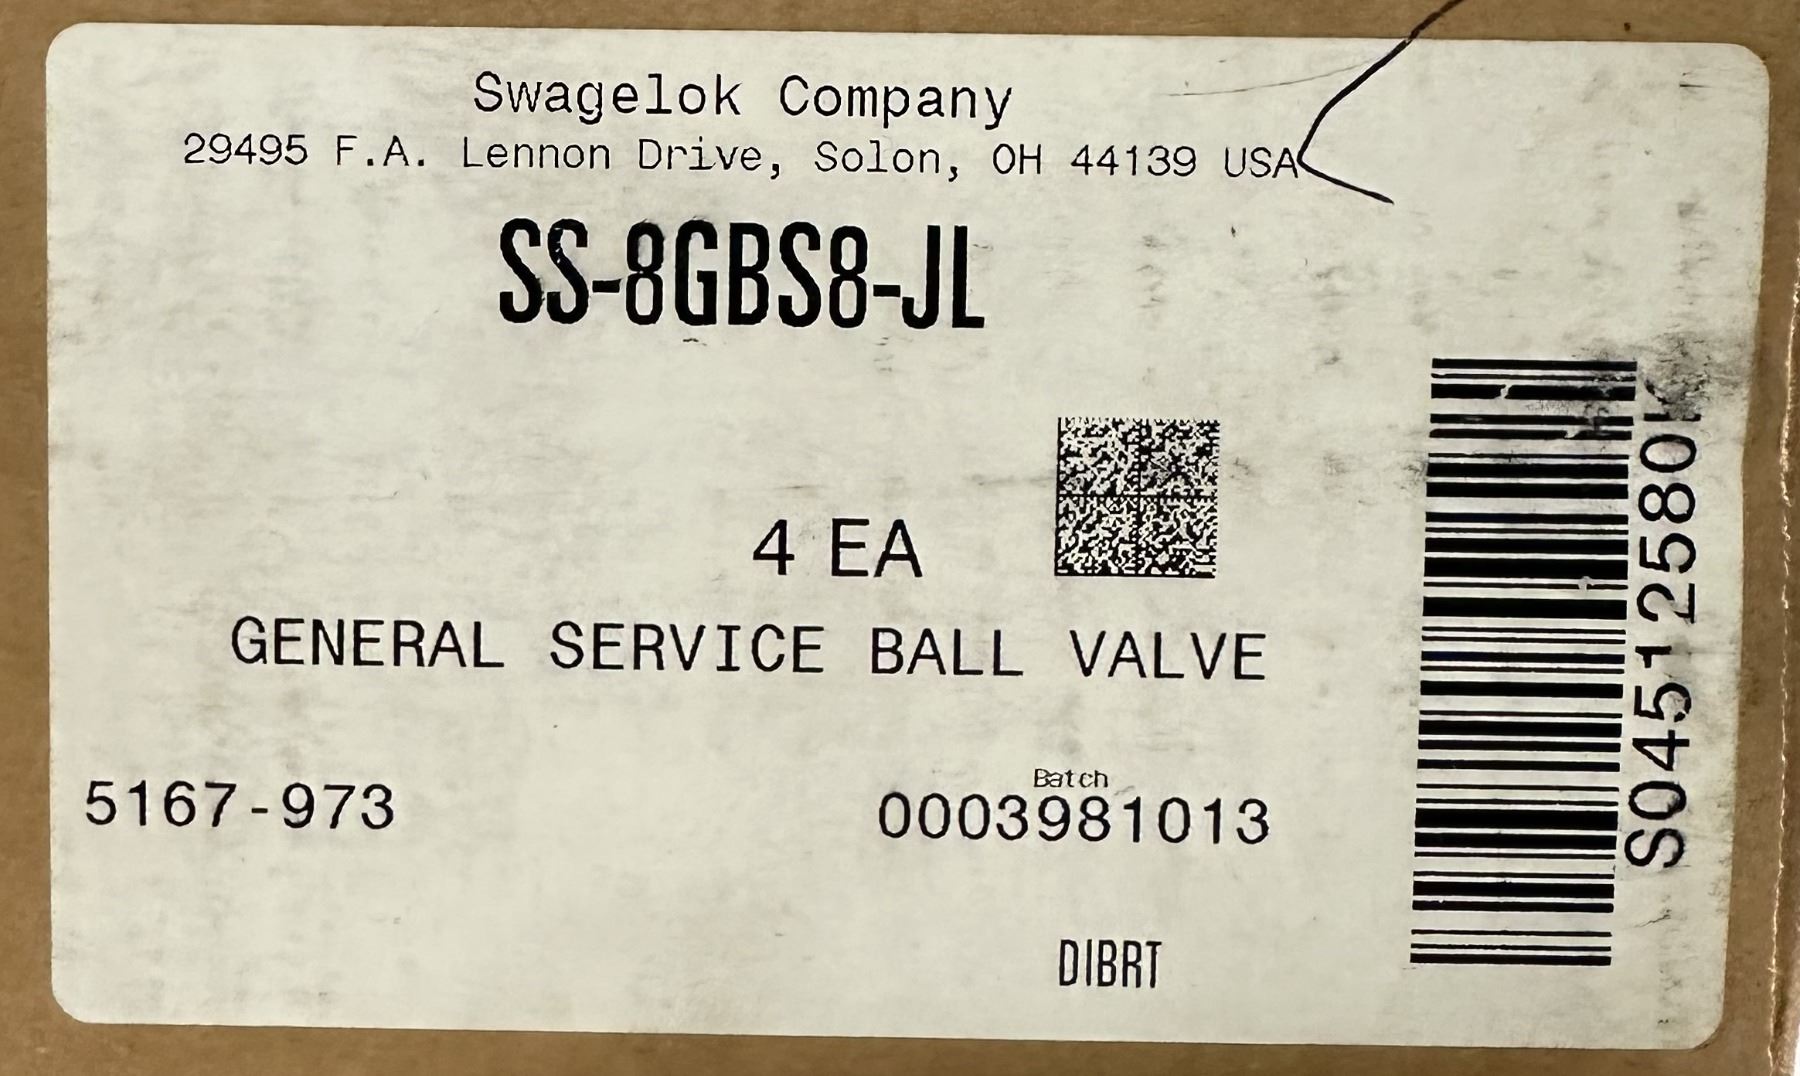 Swagelok Company
29495 F.A. Lennon Drive, Solon, OH 44139 USA
SS-8GBS8-JL
4 EA
GENERAL SERVICE BALL VALVE
5167-973
Batch
0003981013
DIBRT